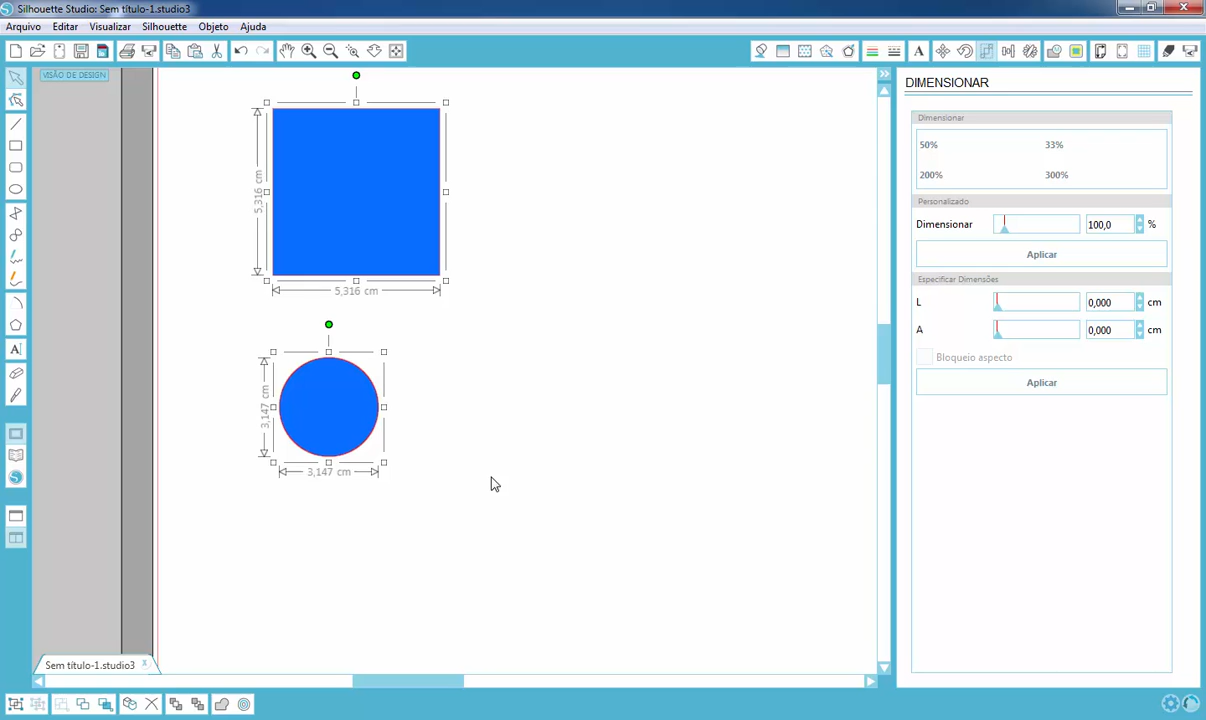 Silhouette Studio: Sem título-1.studio3
Arquivo Editar Visualizar Silhouette Objeto Ajuda
VISÃO DE DESIGN
DIMENSIONAR
Dimensionar
50% 33%
200% 300%
Personalizado
Dimensionar 100,0 %
Aplicar
Especificar Dimensões
L 0,000 cm
A 0,000 cm
Bloqueio aspecto
Aplicar
5,316 cm
5,316 cm
3,147 cm
3,147 cm
Sem título-1.studio3 x